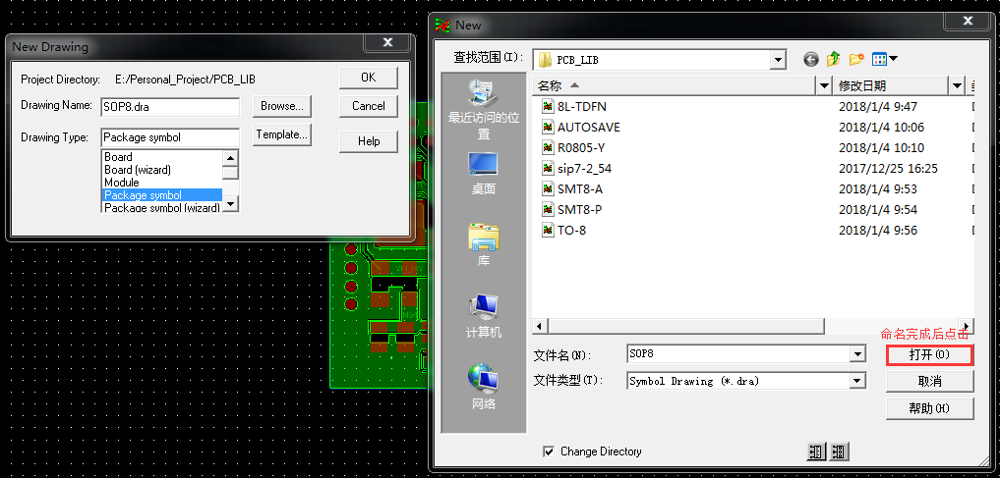 New Drawing
Project Directory: E:/Personal_Project/PCB_LIB
OK
Drawing Name: SOP8.dra
Browse...
Cancel
Drawing Type: Package symbol
Template...
Help
Board
Board (wizard)
Module
Package symbol
Package symbol (wizard)
New
查找范围(I): PCB_LIB
最近访问的位
置
桌面
库
计算机
网络
名称 修改日期
8L-TDFN 2018/1/4 9:47
AUTOSAVE 2018/1/4 10:06
R0805-Y 2018/1/4 10:10
sip7-2_54 2017/12/25 16:25
SMT8-A 2018/1/4 9:53
SMT8-P 2018/1/4 9:54
TO-8 2018/1/4 9:56
命名完成后点击
文件名(N): SOP8
打开(O)
文件类型(T): Symbol Drawing (*.dra)
取消
帮助(H)
Change Directory